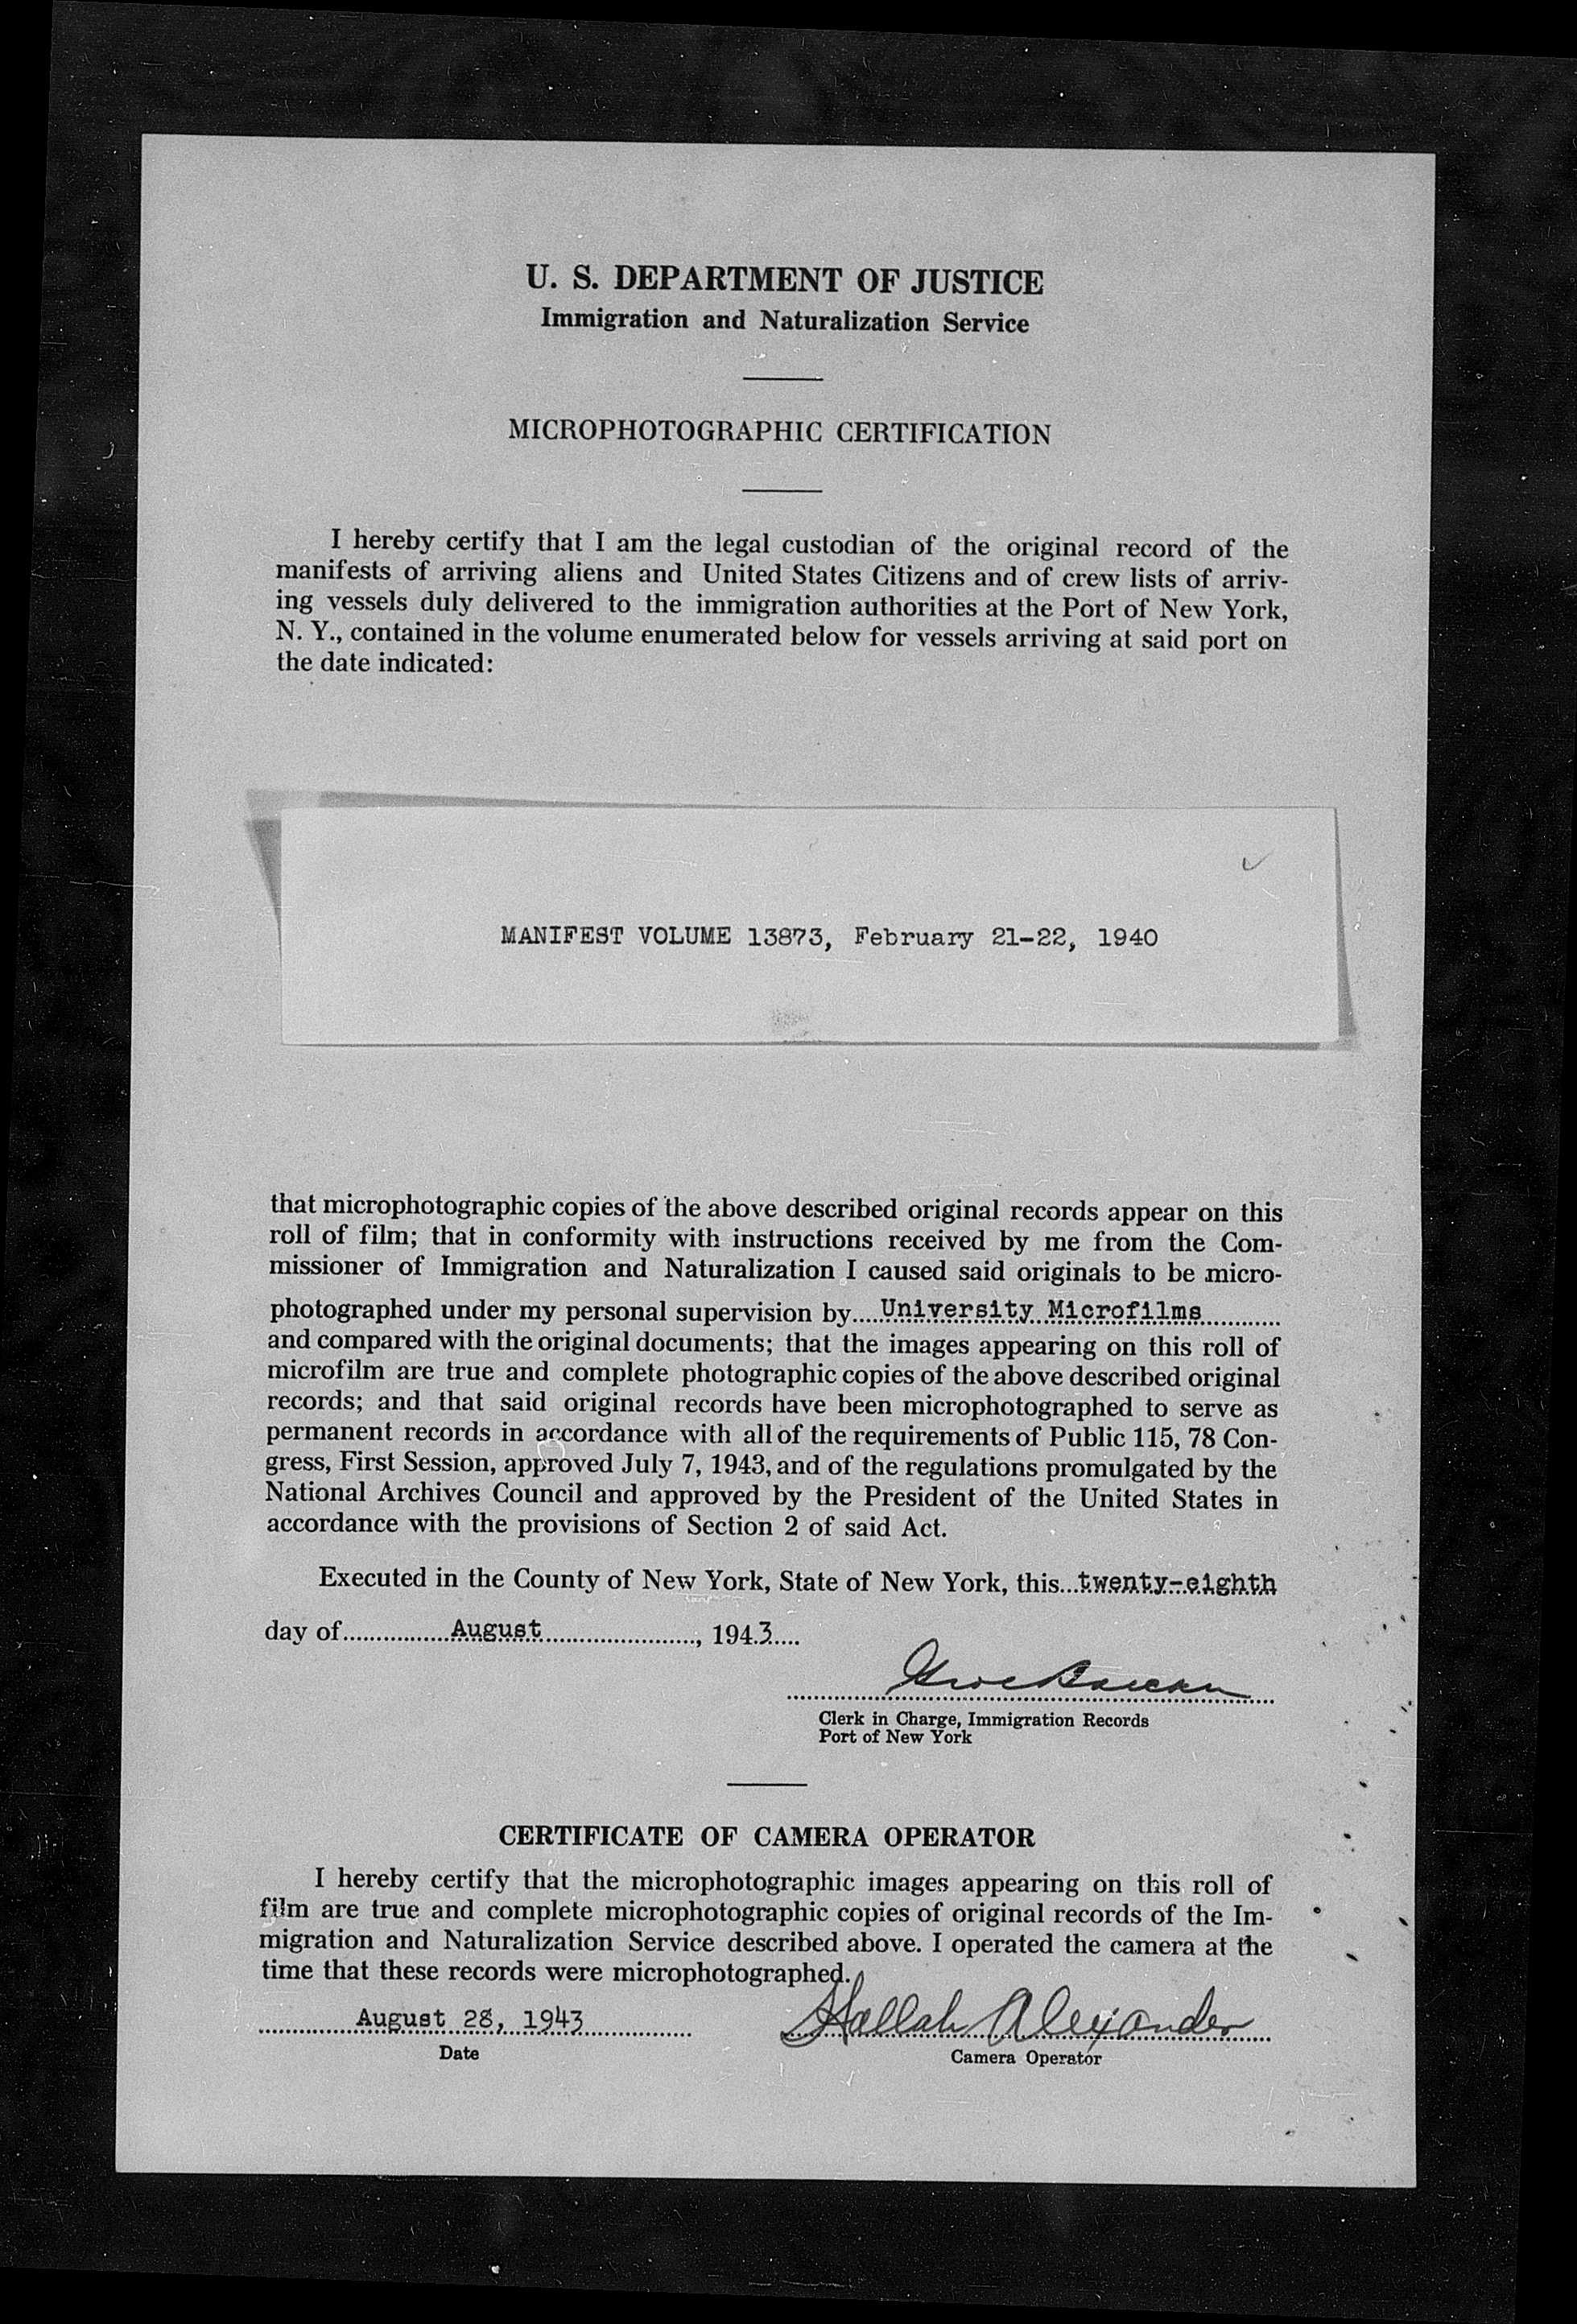 U. S. DEPARTMENT OF JUSTICE
Immigration and Naturalization Service
MICROPHOTOGRAPHIC CERTIFICATION
I hereby certify that I am the legal custodian of the original record of the
manifests of arriving aliens and United States Citizens and of crew lists of arriv-
ing vessels duly delivered to the immigration authorities at the Port of New York,
N. Y., contained in the volume enumerated below for vessels arriving at said port on
the date indicated:
MANIFEST VOLUME 13873, February 21-22, 1940
that microphotographic copies of the above described original records appear on this
roll of film; that in conformity with instructions received by me from the Com-
missioner of Immigration and Naturalization I caused said originals to be micro-
photographed under my personal supervision by.....University Microfilms............
and compared with the original documents; that the images appearing on this roll of
microfilm are true and complete photographic copies of the above described original
records; and that said original records have been microphotographed to serve as
permanent records in accordance with all of the requirements of Public 115, 78 Con-
gress, First Session, approved July 7, 1943, and of the regulations promulgated by the
National Archives Council and approved by the President of the United States in
accordance with the provisions of Section 2 of said Act.
Executed in the County of New York, State of New York, this...twenty-eighth
day of.................August........................., 194.3.....
Clerk in Charge, Immigration Records
Port of New York
CERTIFICATE OF CAMERA OPERATOR
I hereby certify that the microphotographic images appearing on this roll of
film are true and complete microphotographic copies of original records of the Im-
migration and Naturalization Service described above. I operated the camera at the
time that these records were microphotographed.
August 28, 1943 Hallah Alexander
Date Camera Operator